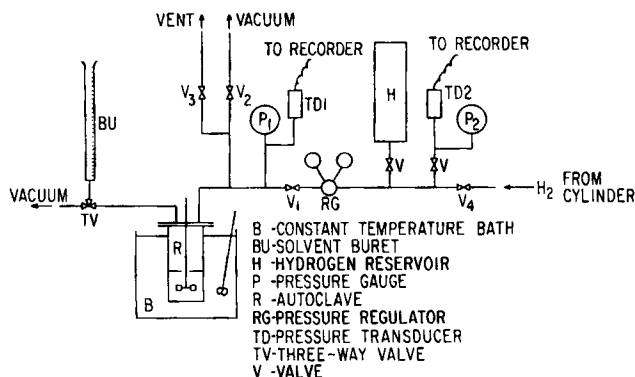 VENT
VACUUM
TO RECORDER
TO RECORDER
V3
V2
P1
TD1
H
TD2
P2
BU
V
V
VACUUM
TV
V1
RG
V4
H2 FROM CYLINDER
R
B
B -CONSTANT TEMPERATURE BATH
BU-SOLVENT BURET
H -HYDROGEN RESERVOIR
P -PRESSURE GAUGE
R -AUTOCLAVE
RG-PRESSURE REGULATOR
TD-PRESSURE TRANSDUCER
TV-THREE-WAY VALVE
V -VALVE